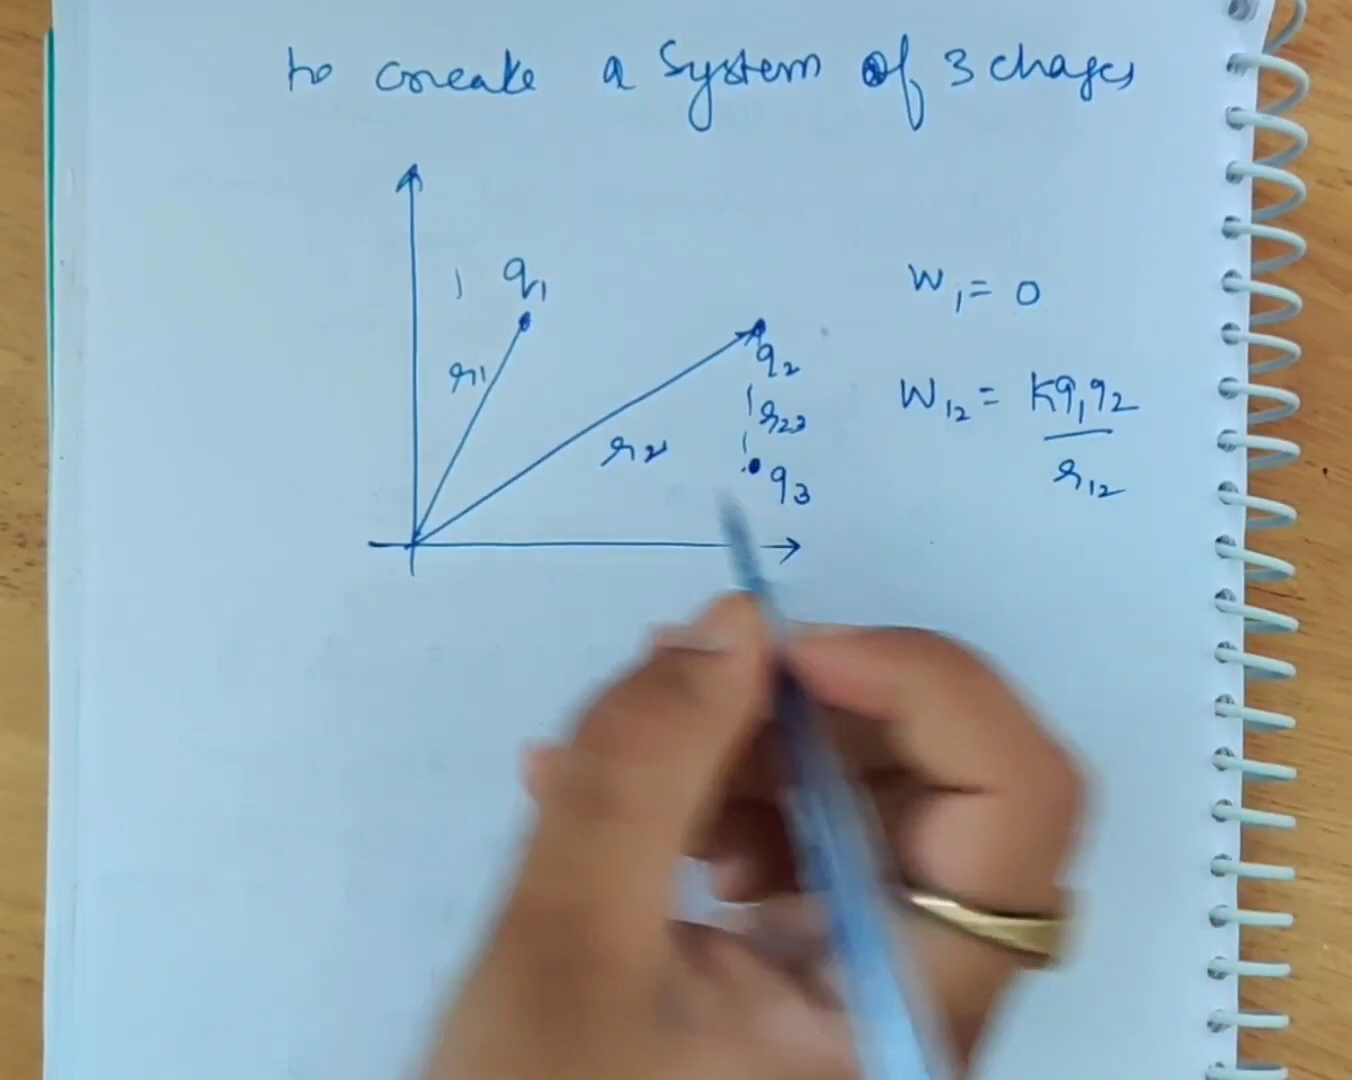 to create a System of 3 charges
q1
r1
q2
r23
r2
q3
W1 = 0
W12 = kq1q2
r12